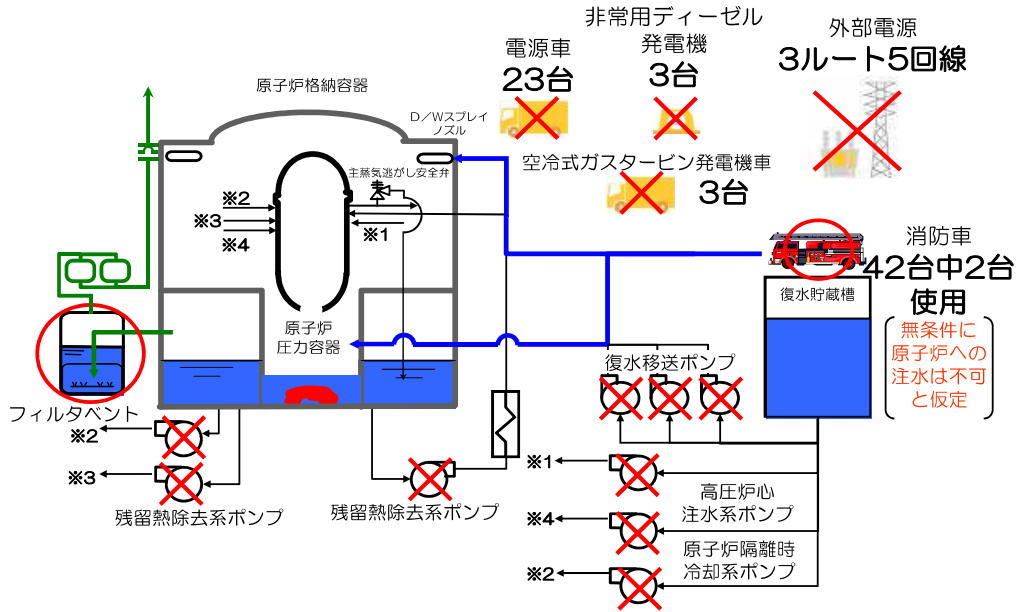 非常用ディーゼル
発電機
3台
外部電源
3ルート5回線
電源車
23台
原子炉格納容器
D/Wスプレイ
ノズル
空冷式ガスタービン発電機車
3台
主蒸気逃がし安全弁
※2
※3
※4
※1
消防車
42台中2台
使用
無条件に
原子炉への
注水は不可
と仮定
復水貯蔵槽
原子炉
圧力容器
復水移送ポンプ
フィルタベント
※2
※3
残留熱除去系ポンプ
残留熱除去系ポンプ
※1
高圧炉心
注水系ポンプ
※4
原子炉隔離時
冷却系ポンプ
※2